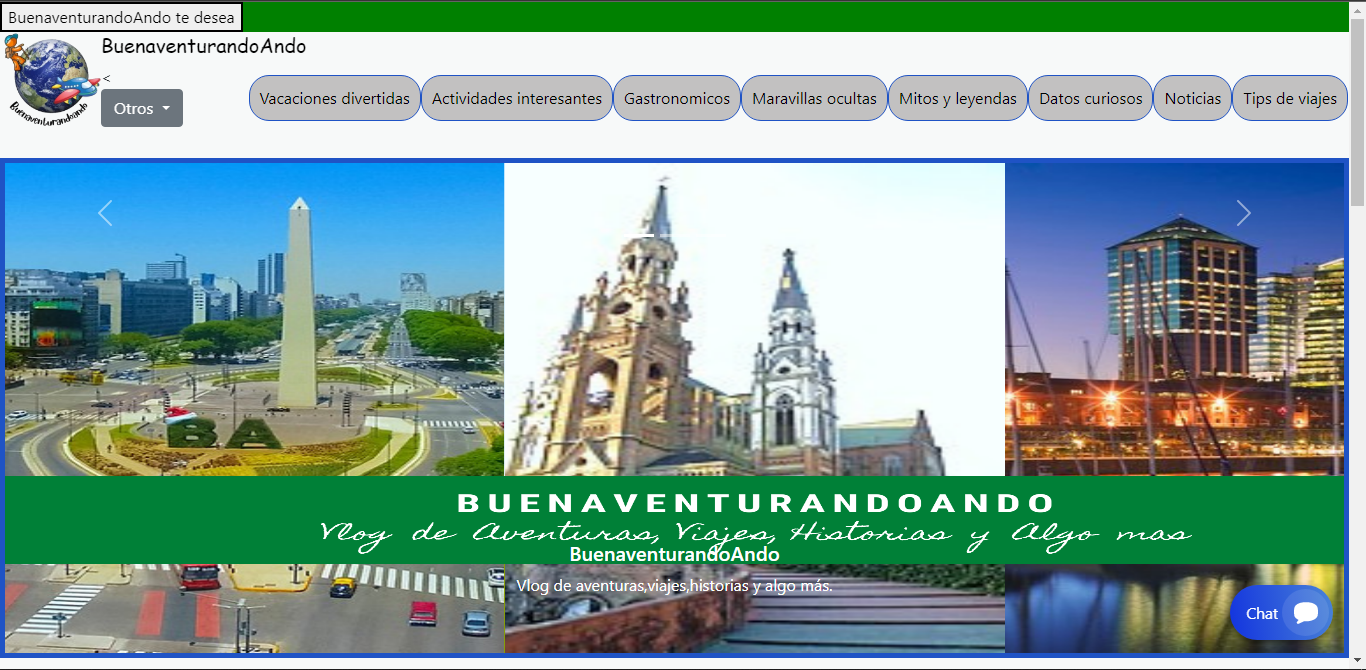 BuenaventurandoAndo te desea
BuenaventurandoAndo
<
Buenaventurandoando
Otros
Vacaciones divertidas
Actividades interesantes
Gastronomicos
Maravillas ocultas
Mitos y leyendas
Datos curiosos
Noticias
Tips de viajes
BA
BUENAVENTURANDOANDO
Vlog de Aventuras, Viajes, Historias y Algo mas
BuenaventurandoAndo
Vlog de aventuras,viajes,historias y algo más.
Chat